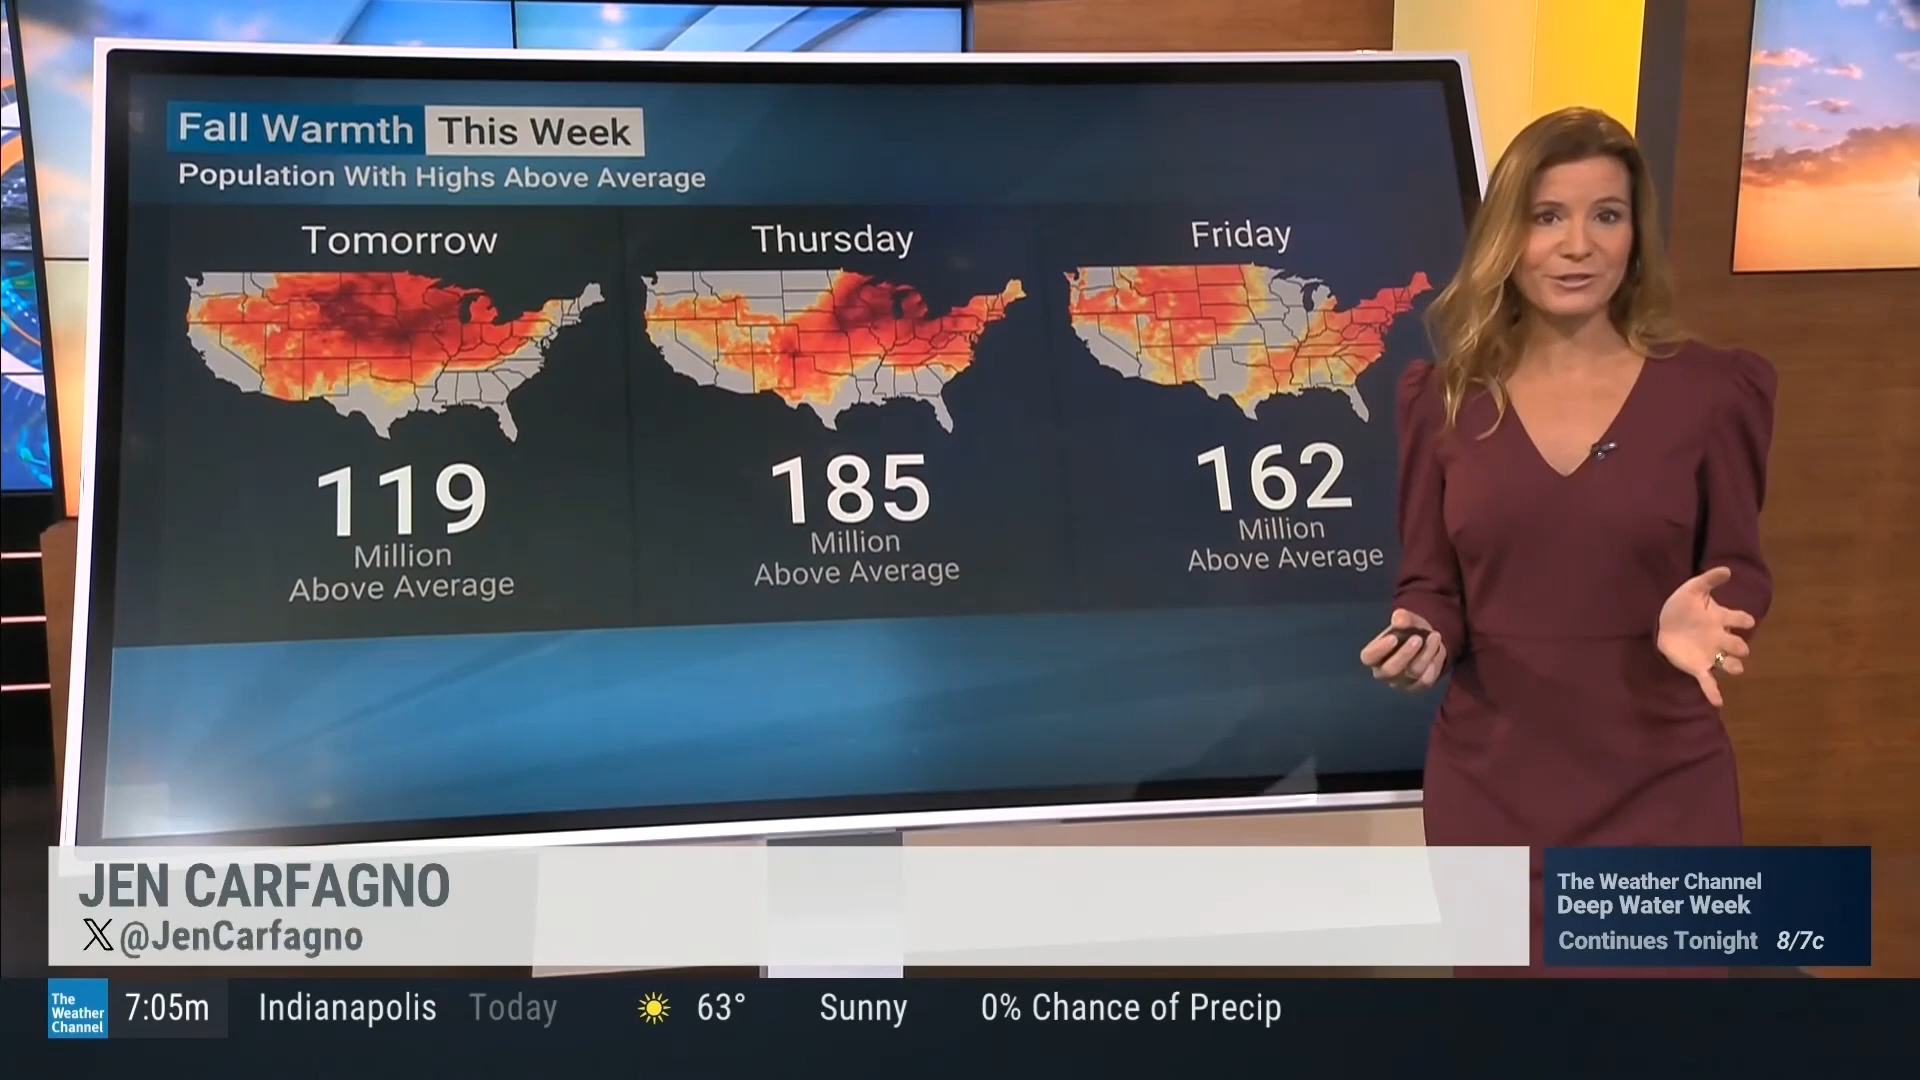 Fall Warmth This Week
Population With Highs Above Average
Tomorrow
119
Million
Above Average
Thursday
185
Million
Above Average
Friday
162
Million
Above Average
JEN CARFAGNO
X @JenCarfagno
The Weather Channel
Deep Water Week
Continues Tonight 8/7c
The
Weather
Channel
7:05m Indianapolis Today 63° Sunny 0% Chance of Precip